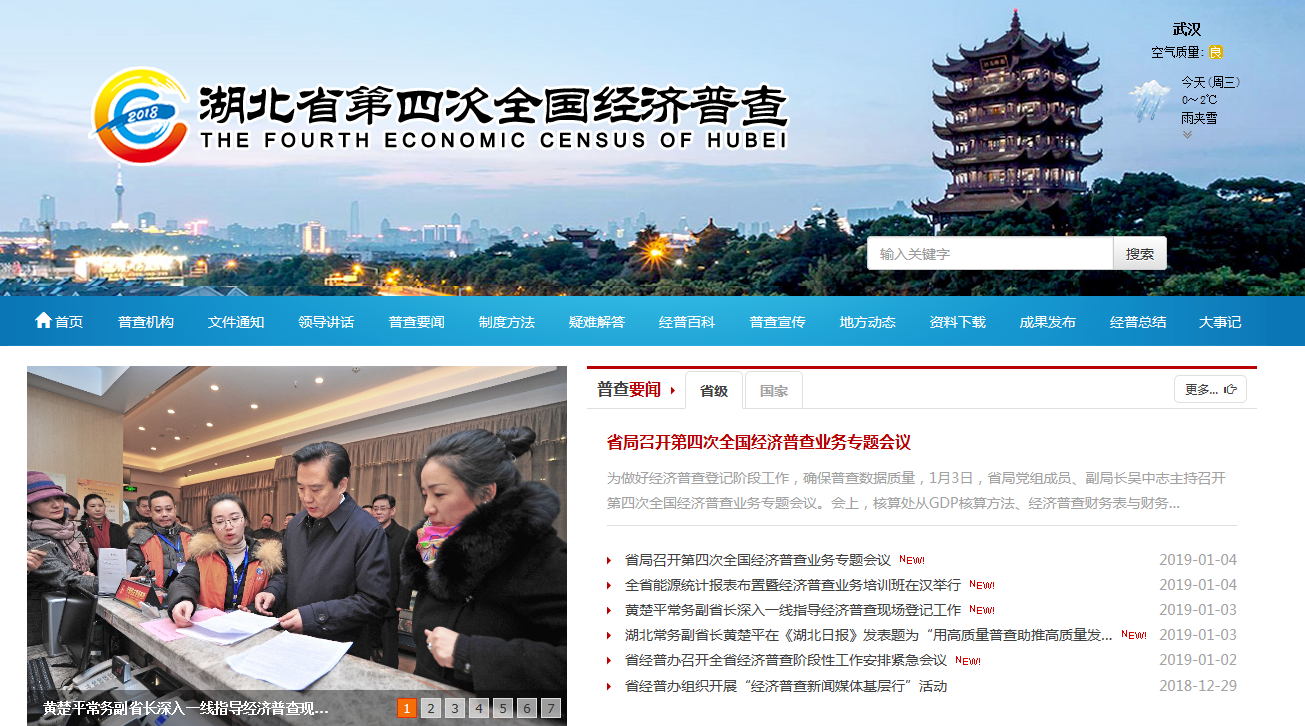 武汉
空气质量: 良
今天 (周三)
0~2℃
雨夹雪
2018
湖北省第四次全国经济普查
THE FOURTH ECONOMIC CENSUS OF HUBEI
输入关键字 搜索
首页 普查机构 文件通知 领导讲话 普查要闻 制度方法 疑难解答 经普百科 普查宣传 地方动态 资料下载 成果发布 经普总结 大事记
普查要闻 省级 国家 更多...
省局召开第四次全国经济普查业务专题会议
为做好经济普查登记阶段工作，确保普查数据质量，1月3日，省局党组成员、副局长吴中志主持召开
第四次全国经济普查业务专题会议。会上，核算处从GDP核算方法、经济普查财务表与财务...
省局召开第四次全国经济普查业务专题会议 NEW! 2019-01-04
全省能源统计报表布置暨经济普查业务培训班在汉举行 NEW! 2019-01-04
黄楚平常务副省长深入一线指导经济普查现场登记工作 NEW! 2019-01-03
湖北常务副省长黄楚平在《湖北日报》发表题为“用高质量普查助推高质量发... NEW! 2019-01-03
省经普办召开全省经济普查阶段性工作安排紧急会议 NEW! 2019-01-02
省经普办组织开展“经济普查新闻媒体基层行”活动 2018-12-29
黄楚平常务副省长深入一线指导经济普查现... 1 2 3 4 5 6 7